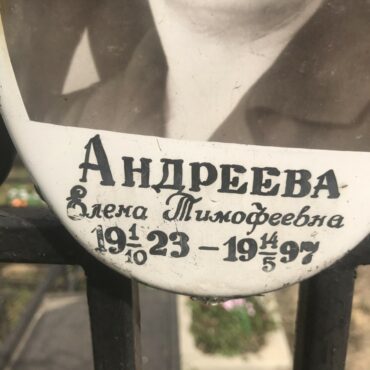 АНДРЕЕВА
Елена Тимофеевна
19 1/10 23 – 19 14/5 97